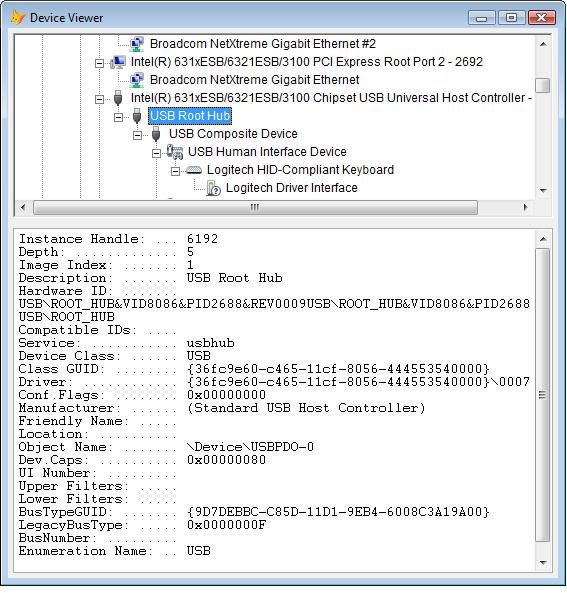 Device Viewer
Broadcom NetXtreme Gigabit Ethernet #2
Intel(R) 631xESB/6321ESB/3100 PCI Express Root Port 2 - 2692
Broadcom NetXtreme Gigabit Ethernet
Intel(R) 631xESB/6321ESB/3100 Chipset USB Universal Host Controller -
USB Root Hub
USB Composite Device
USB Human Interface Device
Logitech HID-Compliant Keyboard
Logitech Driver Interface
Instance Handle: ... 6192
Depth: ............. 5
Image Index: ....... 1
Description: ....... USB Root Hub
Hardware ID: .......
USB\ROOT_HUB&VID8086&PID2688&REV0009USB\ROOT_HUB&VID8086&PID2688
USB\ROOT_HUB
Compatible IDs: ....
Service: ........... usbhub
Device Class: ...... USB
Class GUID: ........ {36fc9e60-c465-11cf-8056-444553540000}
Driver: ............ {36fc9e60-c465-11cf-8056-444553540000}\0007
Conf.Flags: ........ 0x00000000
Manufacturer: ...... (Standard USB Host Controller)
Friendly Name: .....
Location: ..........
Object Name: ....... \Device\USBPDO-0
Dev.Caps: .......... 0x00000080
UI Number: .........
Upper Filters: .....
Lower Filters: .....
BusTypeGUID: ....... {9D7DEBBC-C85D-11D1-9EB4-6008C3A19A00}
LegacyBusType: ..... 0x0000000F
BusNumber: .........
Enumeration Name: .. USB